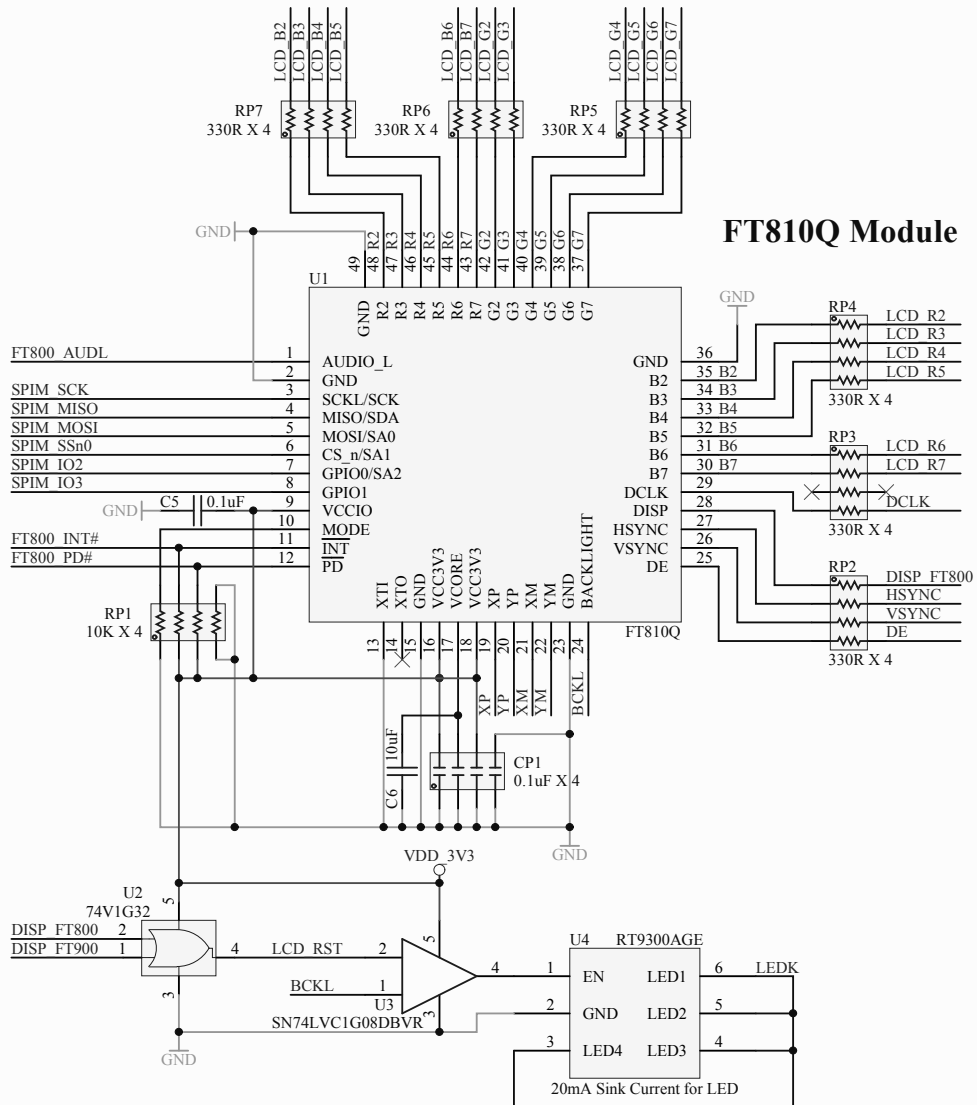 LCD_B2
LCD_B3
LCD_B4
LCD_B5
LCD_B6
LCD_B7
LCD_G2
LCD_G3
LCD_G4
LCD_G5
LCD_G6
LCD_G7
RP7
330R X 4
RP6
330R X 4
RP5
330R X 4
FT810Q Module
GND
49
48 R2
47 R3
46 R4
45 R5
44 R6
43 R7
42 G2
41 G3
40 G4
39 G5
38 G6
37 G7
U1
GND
R2
R3
R4
R5
R6
R7
G2
G3
G4
G5
G6
G7
FT800_AUDL 1 AUDIO_L
2 GND
SPIM_SCK 3 SCKL/SCK
SPIM_MISO 4 MISO/SDA
SPIM_MOSI 5 MOSI/SA0
SPIM_SSn0 6 CS_n/SA1
SPIM_IO2 7 GPIO0/SA2
SPIM_IO3 8 GPIO1
GND C5 0.1uF 9 VCCIO
10 MODE
FT800_INT# 11 INT
FT800_PD# 12 PD
GND
GND 36
B2 35 B2
B3 34 B3
B4 33 B4
B5 32 B5
B6 31 B6
B7 30 B7
DCLK 29
DISP 28
HSYNC 27
VSYNC 26
DE 25
RP4
LCD_R2
LCD_R3
LCD_R4
LCD_R5
330R X 4
RP3
LCD_R6
LCD_R7
DCLK
330R X 4
RP2
DISP_FT800
HSYNC
VSYNC
DE
330R X 4
XTI
XTO
GND
VCC3V3
VCORE
VCC3V3
XP
YP
XM
YM
GND
BACKLIGHT
FT810Q
13
14
15
16
17
18
19
20
21
22
23
24
XP
YP
XM
YM
BCKL
RP1
10K X 4
10uF
C6
CP1
0.1uF X 4
GND
VDD_3V3
U2
74V1G32
5
DISP_FT800 2
DISP_FT900 1
4 LCD_RST 2
3
GND
BCKL 1
5
4
3
U3
SN74LVC1G08DBVR
U4 RT9300AGE
1 EN
2 GND
3 LED4
LED1 6 LEDK
LED2 5
LED3 4
20mA Sink Current for LED